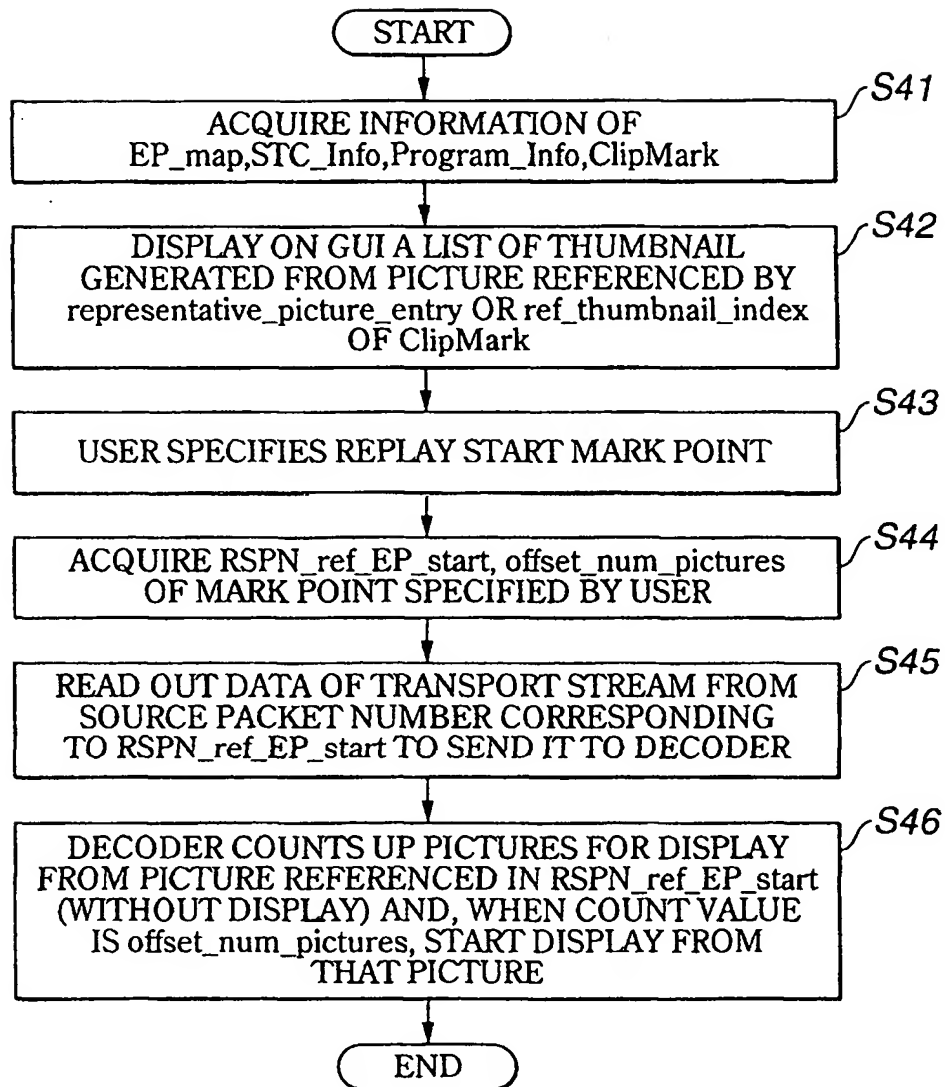 START
S41
ACQUIRE INFORMATION OF
EP_map,STC_Info,Program_Info,ClipMark
S42
DISPLAY ON GUI A LIST OF THUMBNAIL
GENERATED FROM PICTURE REFERENCED BY
representative_picture_entry OR ref_thumbnail_index
OF ClipMark
S43
USER SPECIFIES REPLAY START MARK POINT
S44
ACQUIRE RSPN_ref_EP_start, offset_num_pictures
OF MARK POINT SPECIFIED BY USER
S45
READ OUT DATA OF TRANSPORT STREAM FROM
SOURCE PACKET NUMBER CORRESPONDING
TO RSPN_ref_EP_start TO SEND IT TO DECODER
S46
DECODER COUNTS UP PICTURES FOR DISPLAY
FROM PICTURE REFERENCED IN RSPN_ref_EP_start
(WITHOUT DISPLAY) AND, WHEN COUNT VALUE
IS offset_num_pictures, START DISPLAY FROM
THAT PICTURE
END